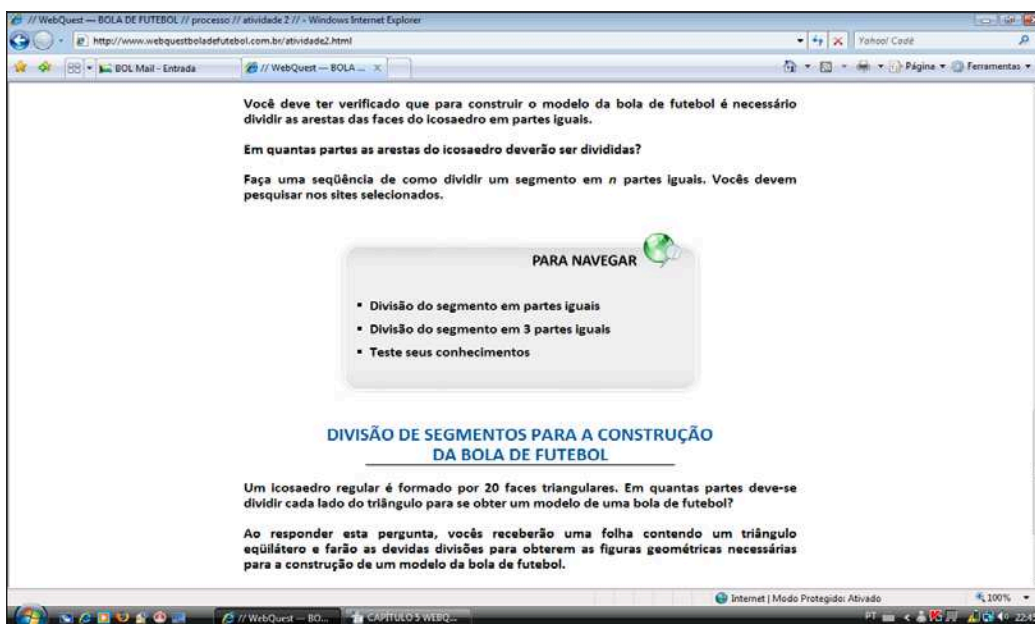 // WebQuest — BOLA DE FUTEBOL // processo // atividade 2 // - Windows Internet Explorer
http://www.webquestboladefutebol.com.br/atividade2.html
Yahoo! Cadê
BOL Mail - Entrada
// WebQuest — BOLA ...
Página
Ferramentas
Você deve ter verificado que para construir o modelo da bola de futebol é necessário
dividir as arestas das faces do icosaedro em partes iguais.
Em quantas partes as arestas do icosaedro deverão ser divididas?
Faça uma seqüência de como dividir um segmento em n partes iguais. Vocês devem
pesquisar nos sites selecionados.
PARA NAVEGAR
▪ Divisão do segmento em partes iguais
▪ Divisão do segmento em 3 partes iguais
▪ Teste seus conhecimentos
DIVISÃO DE SEGMENTOS PARA A CONSTRUÇÃO
DA BOLA DE FUTEBOL
Um icosaedro regular é formado por 20 faces triangulares. Em quantas partes deve-se
dividir cada lado do triângulo para se obter um modelo de uma bola de futebol?
Ao responder esta pergunta, vocês receberão uma folha contendo um triângulo
eqüilátero e farão as devidas divisões para obterem as figuras geométricas necessárias
para a construção de um modelo da bola de futebol.
Internet | Modo Protegido: Ativado
100%
// WebQuest — BO...
CAPÍTULO 5 WEBQ...
PT